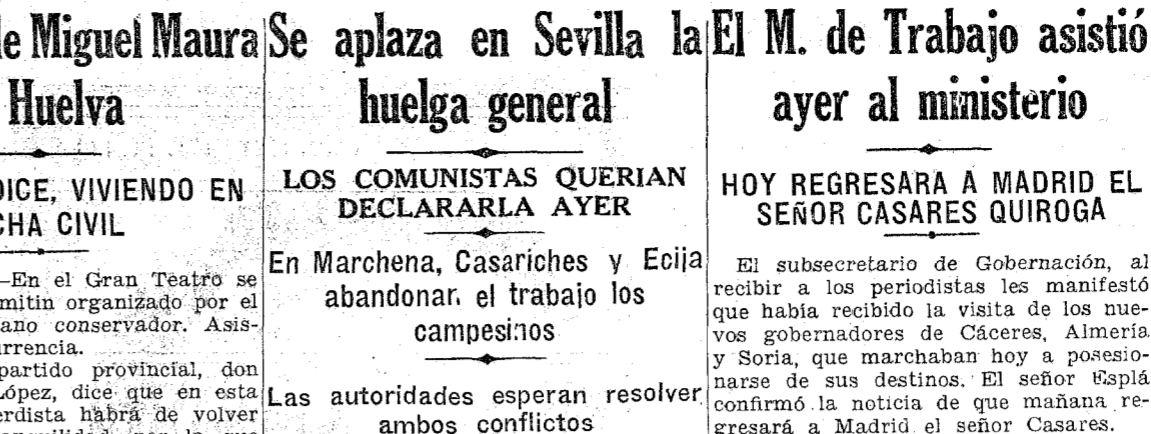 e Miguel Maura
Huelva
DICE, VIVIENDO EN
CHA CIVIL
—En el Gran Teatro se
mitin organizado por el
ano conservador. Asis-
urrencia.
partido provincial, don
López, dice que en esta
erdista habrá de volver
Se aplaza en Sevilla la
huelga general
LOS COMUNISTAS QUERIAN
DECLARARLA AYER
En Marchena, Casariches y Ecija
abandonan el trabajo los
campesinos
Las autoridades esperan resolver
ambos conflictos
El M. de Trabajo asistió
ayer al ministerio
HOY REGRESARA A MADRID EL
SEÑOR CASARES QUIROGA
El subsecretario de Gobernación, al
recibir a los periodistas les manifestó
que había recibido la visita de los nue-
vos gobernadores de Cáceres, Almería
y Soria, que marchaban hoy a posesio-
narse de sus destinos. El señor Esplá
confirmó la noticia de que mañana re-
gresará a Madrid el señor Casares.